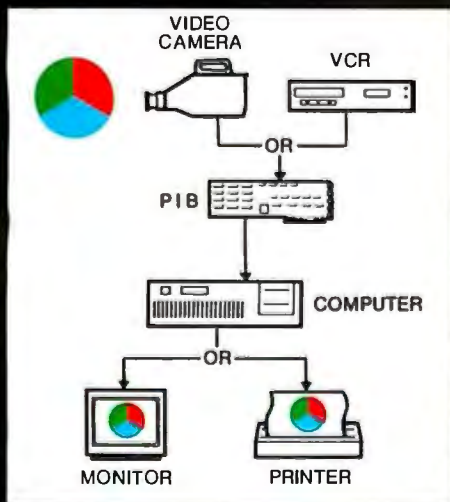 VIDEO
CAMERA
VCR
OR
PIB
COMPUTER
OR
MONITOR
PRINTER